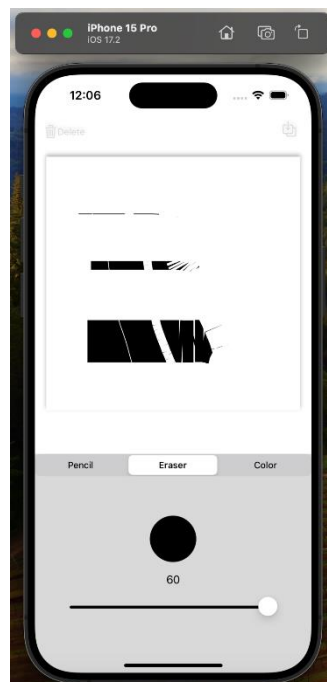 iPhone 15 Pro
iOS 17.2
12:06
Delete
Pencil Eraser Color
60